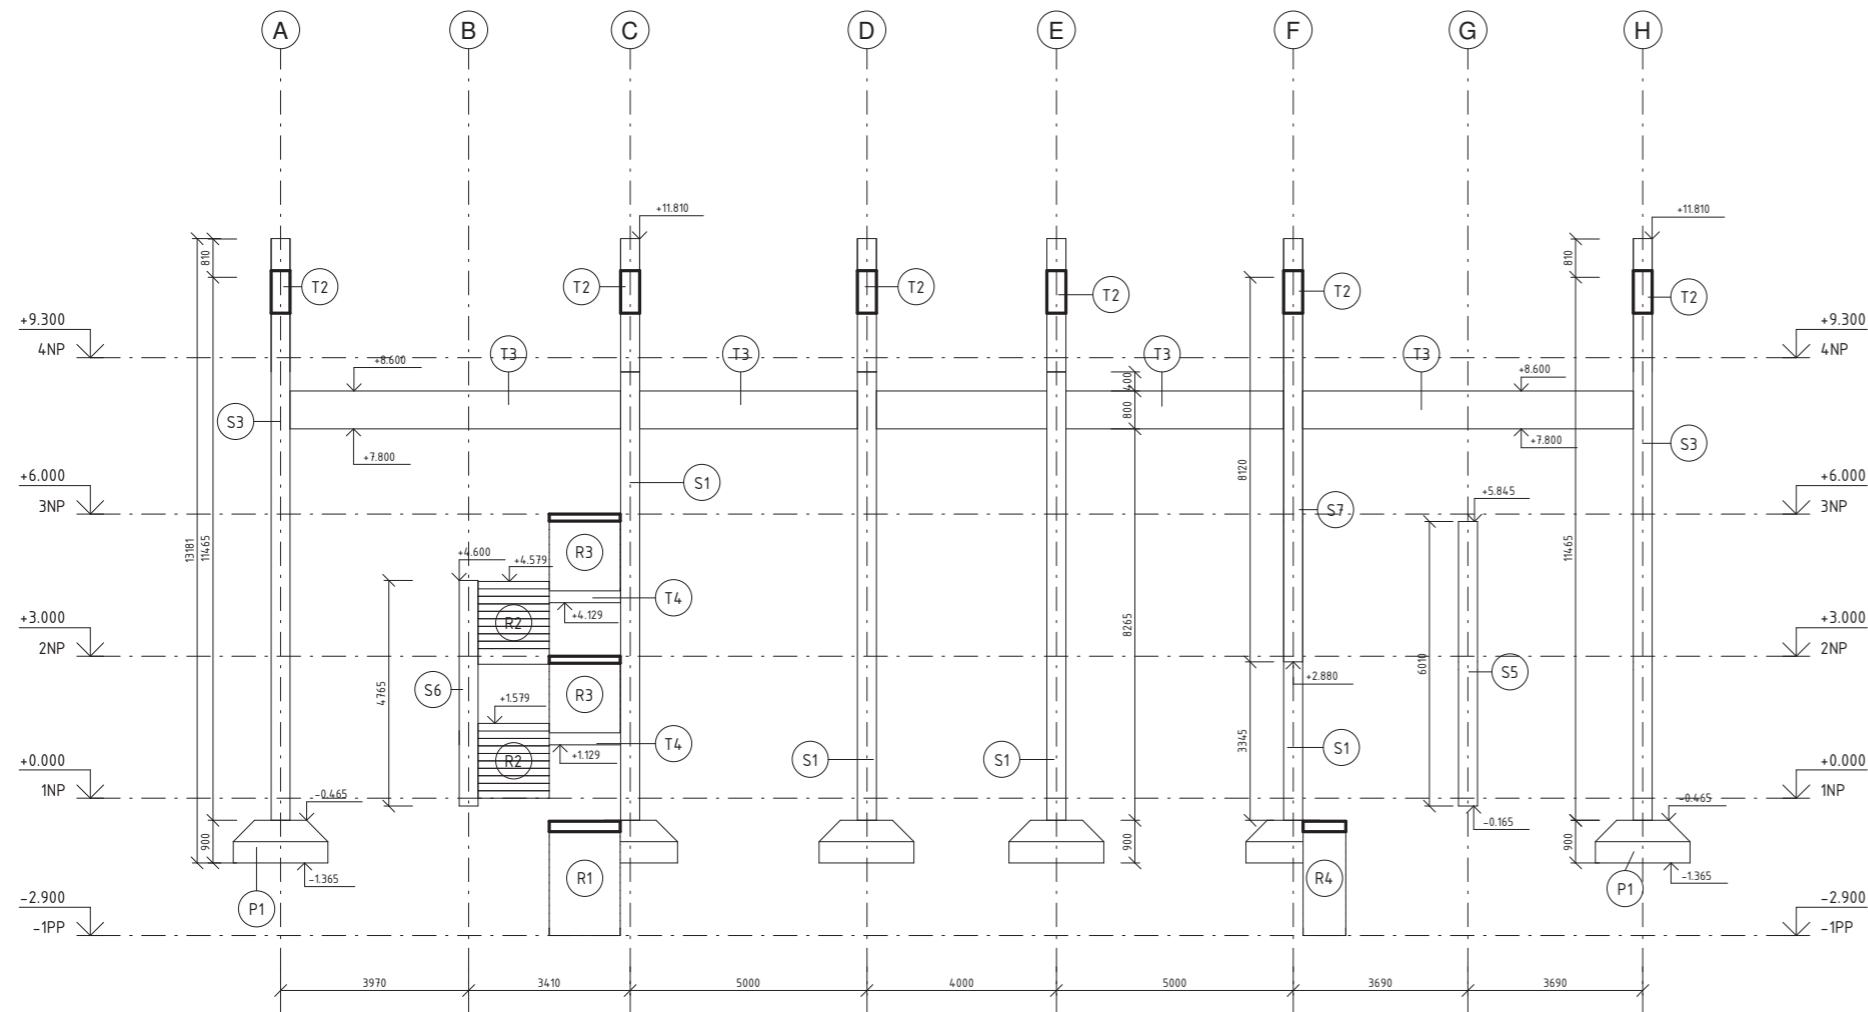 A B C D E F G H
+11.810 +11.810
810 810
T2 T2 T2 T2 T2 T2
+9.300 +9.300
4NP 4NP
T3 T3 T3 T3
+8.600 400 +8.600
800
S3 S3
+7.800 +7.800
8120
+6.000 S1 +6.000
3NP S7 +5.845 3NP
13181 11465 11465
R3 +4.600 +4.579
T4
+4.129
R2 8265
+3.000 +3.000
2NP 2NP
6010
S6 R3 +2.880 S5
4765 +1.579
T4 3345
+1.129
R2 S1 S1 S1
+0.000 +0.000
1NP 1NP
-0.465 -0.465
-0.165
900 900 900
R1 R4
-1.365 -1.365
P1 P1
-2.900 -2.900
-1PP -1PP
3970 3410 5000 4000 5000 3690 3690